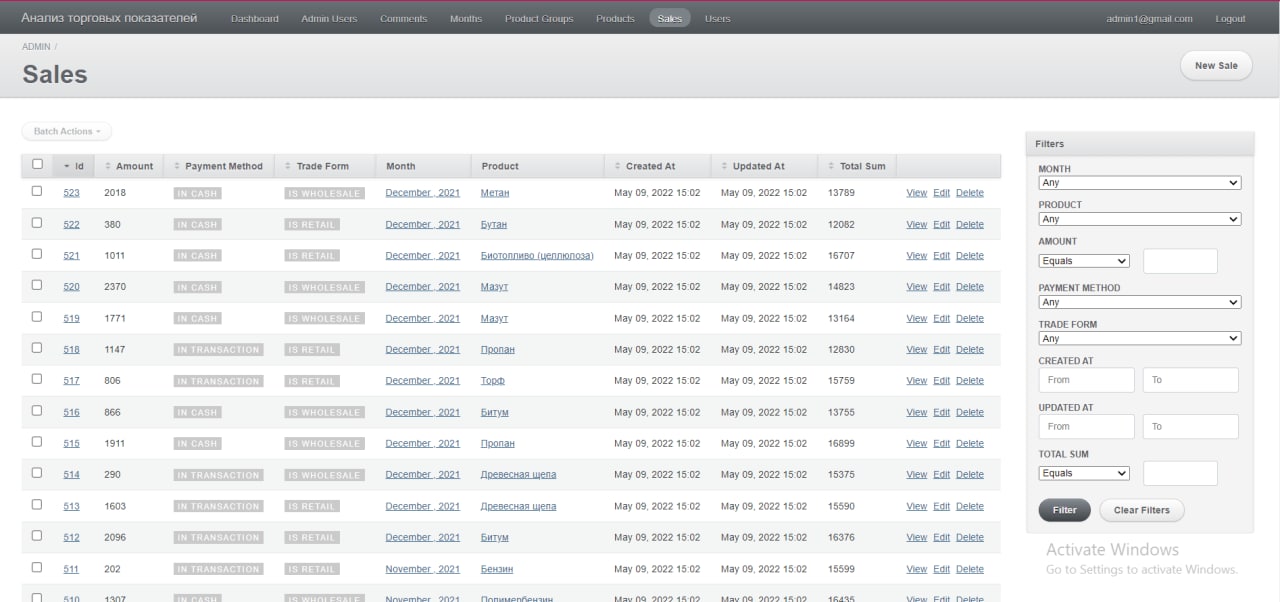 Анализ торговых показателей Dashboard Admin Users Comments Months Product Groups Products Sales Users admin1@gmail.com Logout
ADMIN /
Sales
New Sale
Batch Actions
Id Amount Payment Method Trade Form Month Product Created At Updated At Total Sum
523 2018 IN CASH IS WHOLESALE December , 2021 Метан May 09, 2022 15:02 May 09, 2022 15:02 13789 View Edit Delete
522 380 IN CASH IS RETAIL December , 2021 Бутан May 09, 2022 15:02 May 09, 2022 15:02 12082 View Edit Delete
521 1011 IN CASH IS RETAIL December , 2021 Биотопливо (целлюлоза) May 09, 2022 15:02 May 09, 2022 15:02 16707 View Edit Delete
520 2370 IN CASH IS WHOLESALE December , 2021 Мазут May 09, 2022 15:02 May 09, 2022 15:02 14823 View Edit Delete
519 1771 IN CASH IS WHOLESALE December , 2021 Мазут May 09, 2022 15:02 May 09, 2022 15:02 13164 View Edit Delete
518 1147 IN TRANSACTION IS RETAIL December , 2021 Пропан May 09, 2022 15:02 May 09, 2022 15:02 12830 View Edit Delete
517 806 IN TRANSACTION IS RETAIL December , 2021 Торф May 09, 2022 15:02 May 09, 2022 15:02 15759 View Edit Delete
516 866 IN CASH IS WHOLESALE December , 2021 Битум May 09, 2022 15:02 May 09, 2022 15:02 13755 View Edit Delete
515 1911 IN CASH IS WHOLESALE December , 2021 Пропан May 09, 2022 15:02 May 09, 2022 15:02 16899 View Edit Delete
514 290 IN TRANSACTION IS WHOLESALE December , 2021 Древесная щепа May 09, 2022 15:02 May 09, 2022 15:02 15375 View Edit Delete
513 1603 IN TRANSACTION IS RETAIL December , 2021 Древесная щепа May 09, 2022 15:02 May 09, 2022 15:02 15590 View Edit Delete
512 2096 IN TRANSACTION IS RETAIL December , 2021 Битум May 09, 2022 15:02 May 09, 2022 15:02 16376 View Edit Delete
511 202 IN TRANSACTION IS RETAIL November , 2021 Бензин May 09, 2022 15:02 May 09, 2022 15:02 15599 View Edit Delete
510 1307 IN CASH IS WHOLESALE November , 2021 Полимербензин May 09, 2022 15:02 May 09, 2022 15:02 16435 View Edit Delete
Filters
MONTH
Any
PRODUCT
Any
AMOUNT
Equals
PAYMENT METHOD
Any
TRADE FORM
Any
CREATED AT
From To
UPDATED AT
From To
TOTAL SUM
Equals
Filter Clear Filters
Activate Windows
Go to Settings to activate Windows.